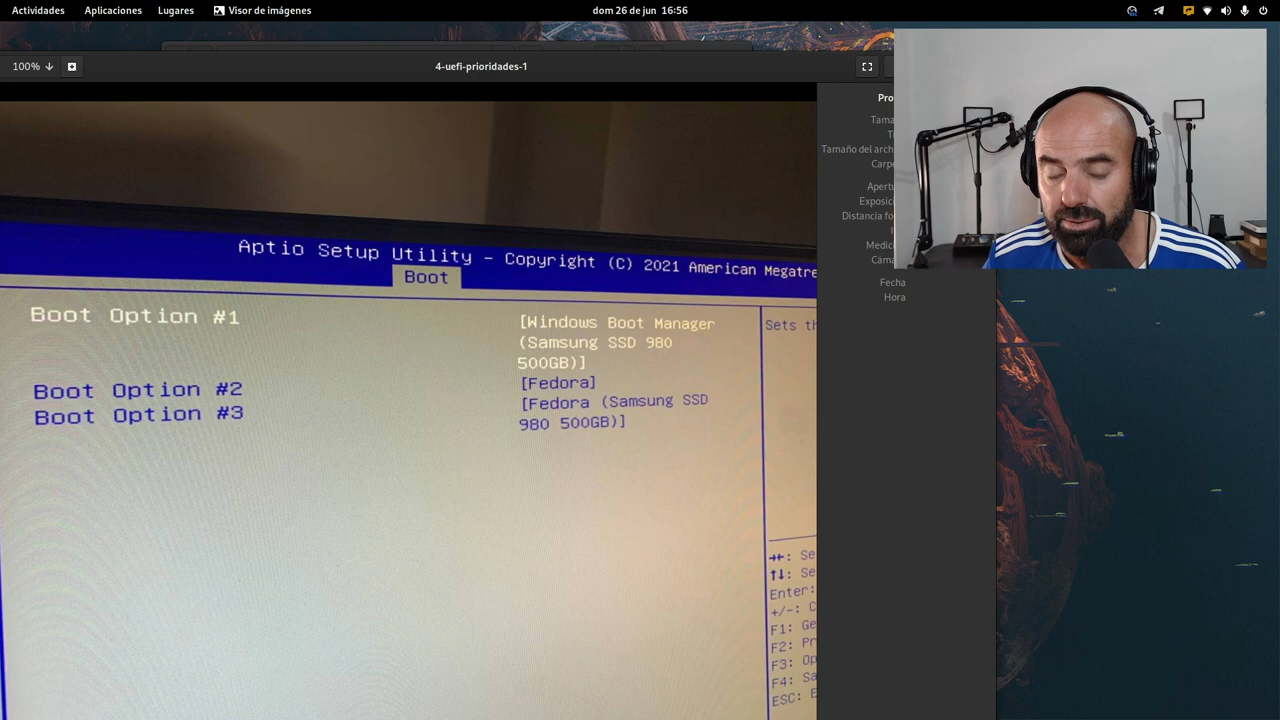 Actividades Aplicaciones Lugares Visor de imágenes dom 26 de jun 16:56
100% 4-uefi-prioridades-1
Aptio Setup Utility - Copyright (C) 2021 American
Boot
Boot Option #1 [Windows Boot Manager
(Samsung SSD 980
500GB)]
Boot Option #2 [Fedora]
Boot Option #3 [Fedora (Samsung SSD
980 500GB)]
Sets
Enter:
+/-:
F1:
F2:
F3:
F4:
ESC:
Tamaño del
Fecha
Hora